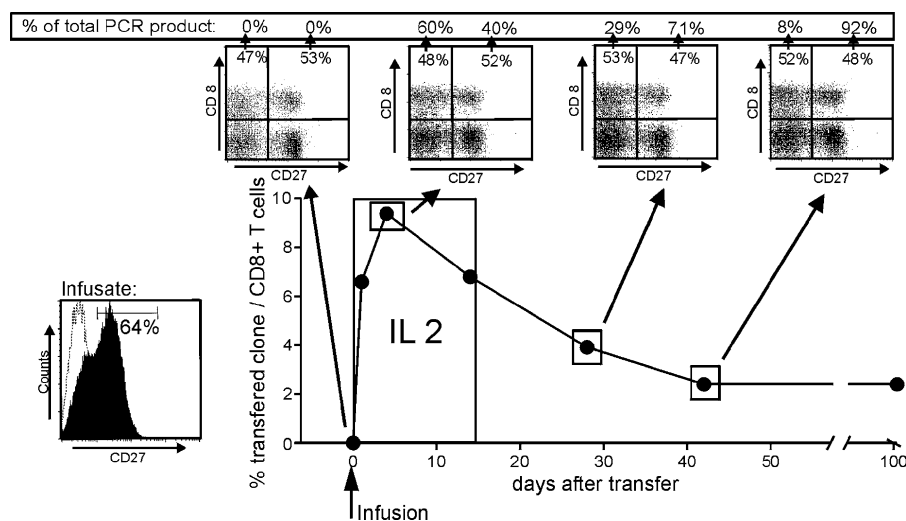 % of total PCR product: 0% 0% 60% 40% 29% 71% 8% 92%
47% 53% 48% 52% 53% 47% 52% 48%
CD 8 CD 8 CD 8 CD 8
CD27 CD27 CD27 CD27
% transfered clone / CD8+ T cells
10
8
6
4
2
0
IL 2
Infusate:
64%
Counts
CD27
0 10 20 30 40 50 100
days after transfer
Infusion